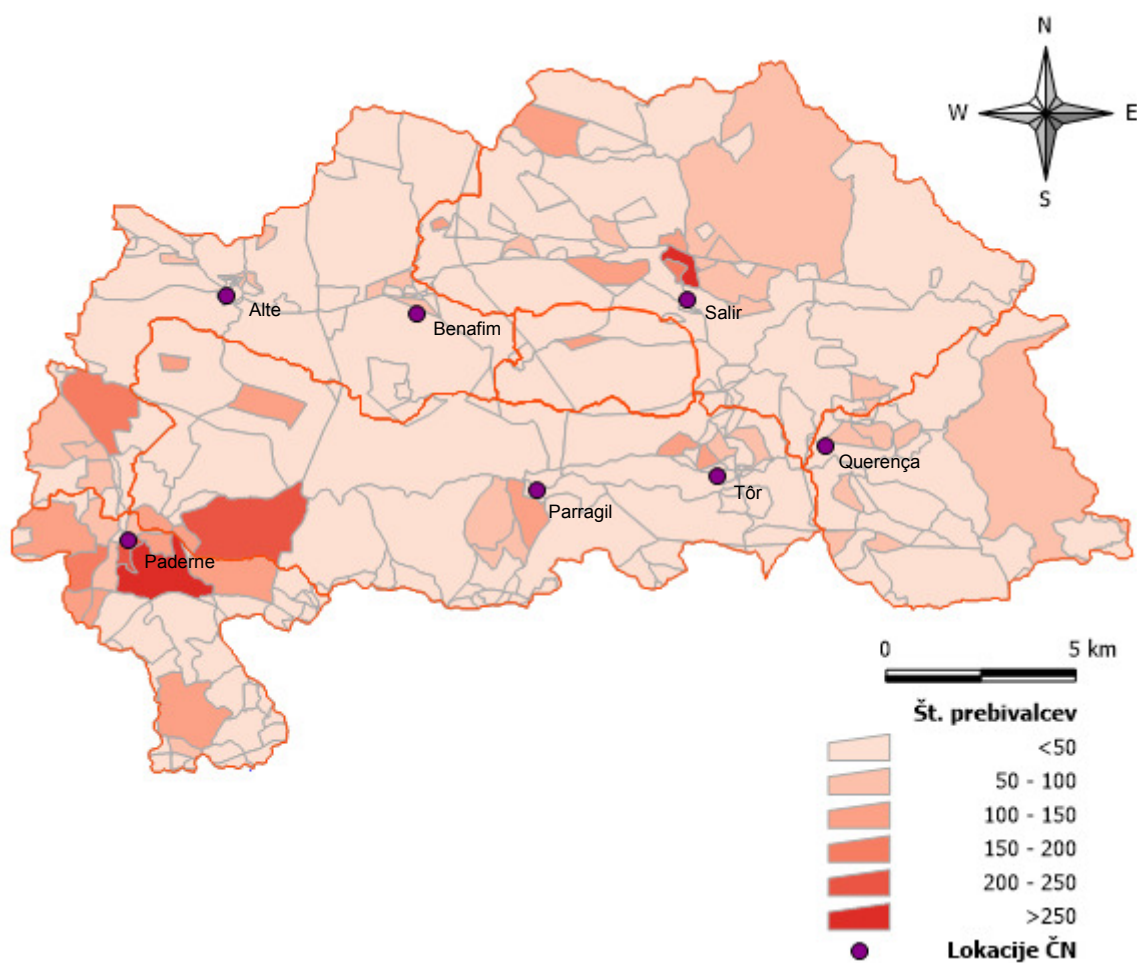 N
W E
S
Alte
Benafim
Salir
Querença
Tôr
Parragil
Paderne
0 5 km
Št. prebivalcev
<50
50 - 100
100 - 150
150 - 200
200 - 250
>250
Lokacije ČN